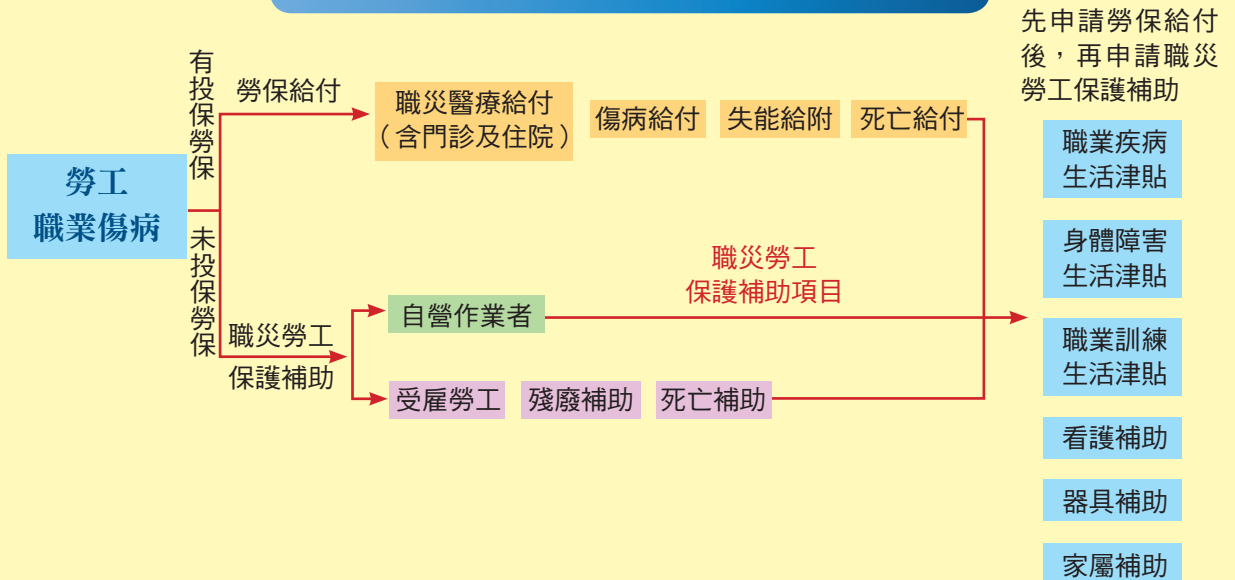 先申請勞保給付
後，再申請職災
勞工保護補助
勞工
職業傷病
有投保勞保
勞保給付
職災醫療給付
（含門診及住院）
傷病給付
失能給附
死亡給付
未投保勞保
職災勞工
保護補助
自營作業者
職災勞工
保護補助項目
受雇勞工
殘廢補助
死亡補助
職業疾病
生活津貼
身體障害
生活津貼
職業訓練
生活津貼
看護補助
器具補助
家屬補助